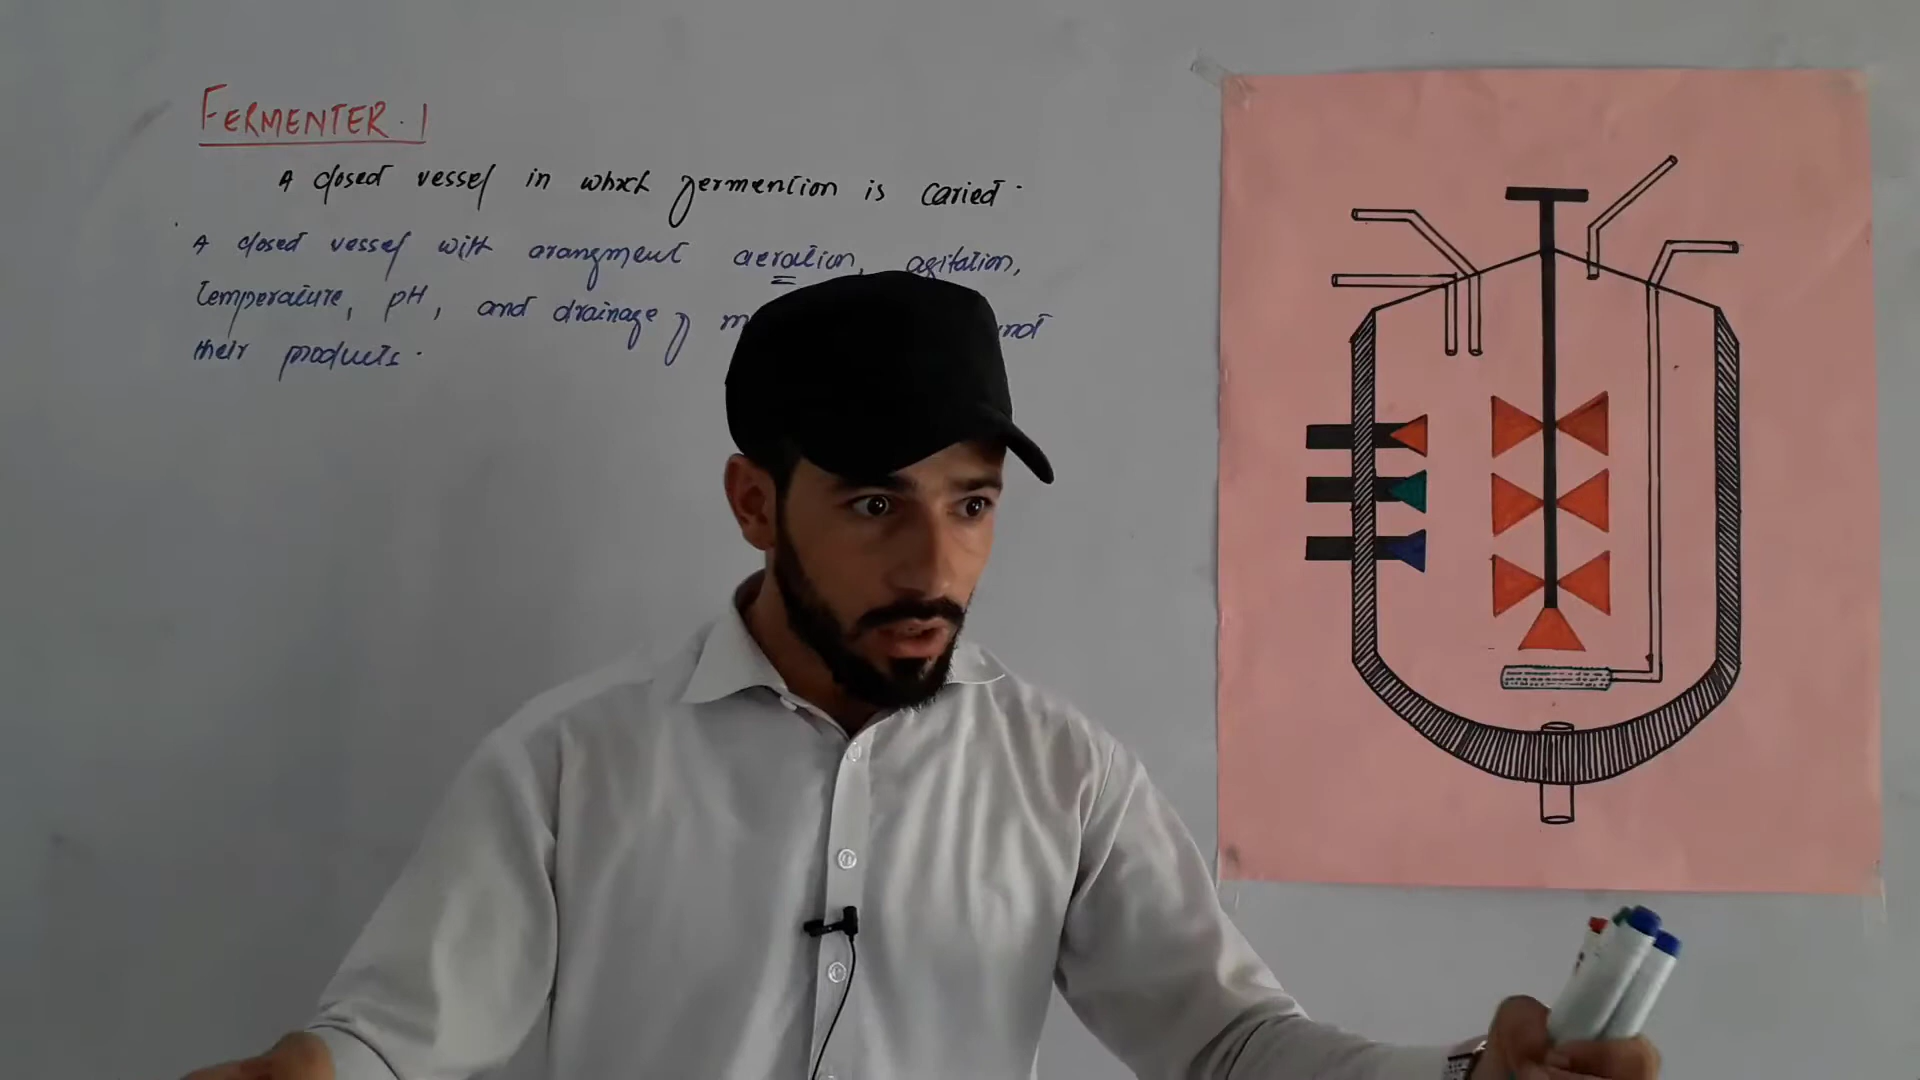 FERMENTER. 1
A closed vessel in which fermention is caried.
A closed vessel with arangment aeration, agitation,
Temperature, pH, and drainage of
their products.